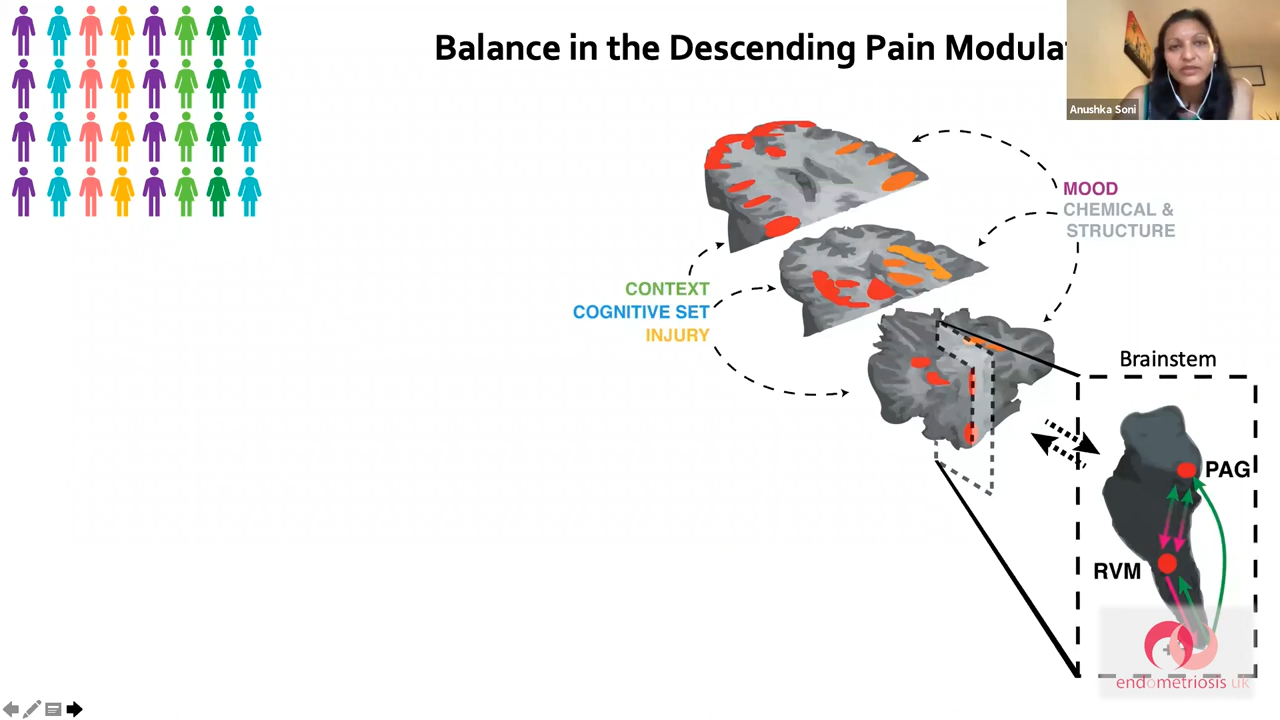 Balance in the Descending Pain Modulat
Anushka Soni
MOOD
CHEMICAL &
STRUCTURE
CONTEXT
COGNITIVE SET
INJURY
Brainstem
PAG
RVM
endometriosis uk